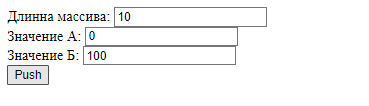 Длинна массива: 10
Значение А: 0
Значение Б: 100
Push